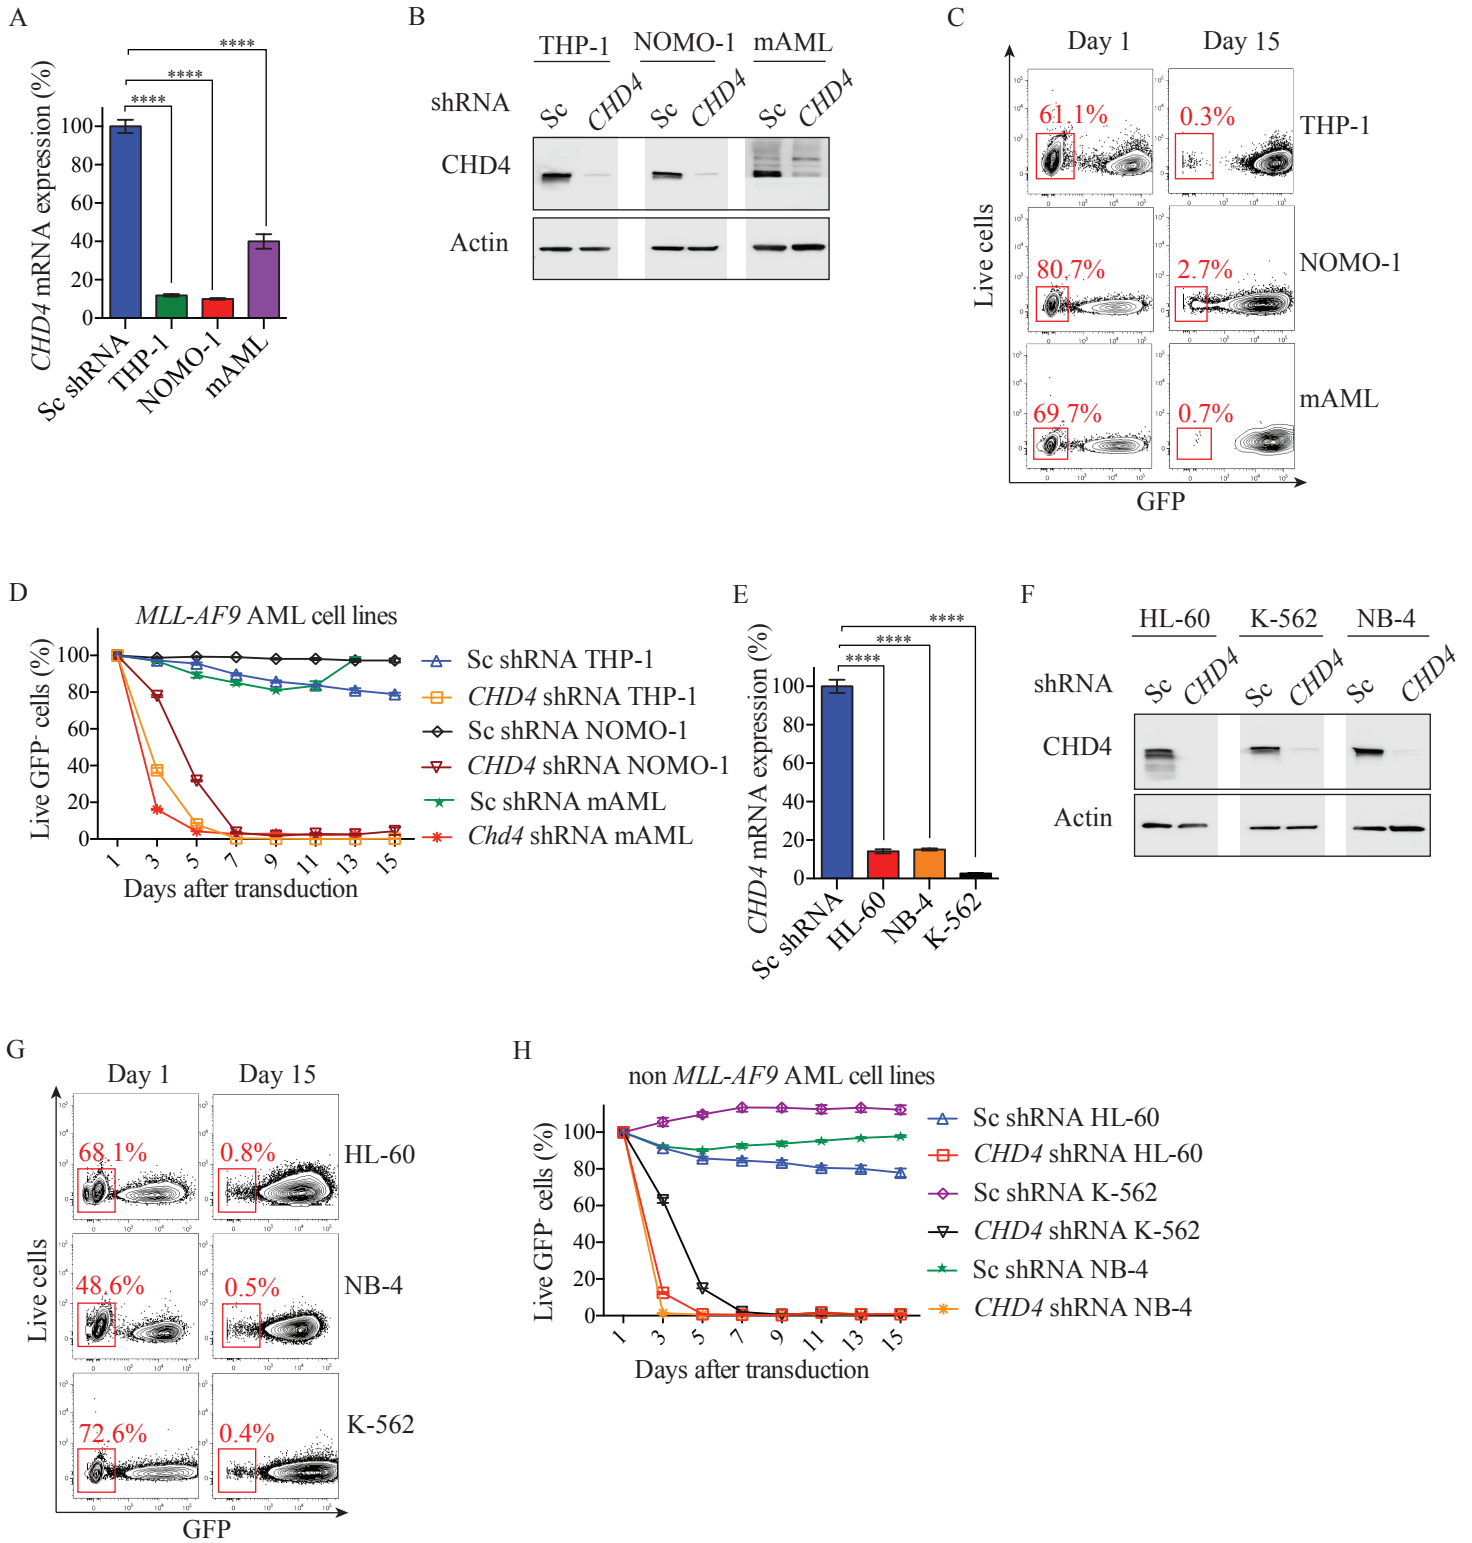 A
CHD4 mRNA expression (%)
100
80
60
40
20
0
****
****
****
Sc shRNA
THP-1
NOMO-1
mAML
B
THP-1
NOMO-1
mAML
shRNA
Sc
CHD4
Sc
CHD4
Sc
CHD4
CHD4
Actin
C
Day 1
Day 15
61.1%
0.3%
THP-1
80.7%
2.7%
NOMO-1
69.7%
0.7%
mAML
Live cells
GFP
D
MLL-AF9 AML cell lines
Live GFP- cells (%)
100
80
60
40
20
0
1
3
5
7
9
11
13
15
Days after transduction
Sc shRNA THP-1
CHD4 shRNA THP-1
Sc shRNA NOMO-1
CHD4 shRNA NOMO-1
Sc shRNA mAML
Chd4 shRNA mAML
E
CHD4 mRNA expression (%)
100
80
60
40
20
0
****
****
****
Sc shRNA
HL-60
NB-4
K-562
F
HL-60
K-562
NB-4
shRNA
Sc
CHD4
Sc
CHD4
Sc
CHD4
CHD4
Actin
G
Day 1
Day 15
68.1%
0.8%
HL-60
48.6%
0.5%
NB-4
72.6%
0.4%
K-562
Live cells
GFP
H
non MLL-AF9 AML cell lines
Live GFP- cells (%)
100
80
60
40
20
0
1
3
5
7
9
11
13
15
Days after transduction
Sc shRNA HL-60
CHD4 shRNA HL-60
Sc shRNA K-562
CHD4 shRNA K-562
Sc shRNA NB-4
CHD4 shRNA NB-4